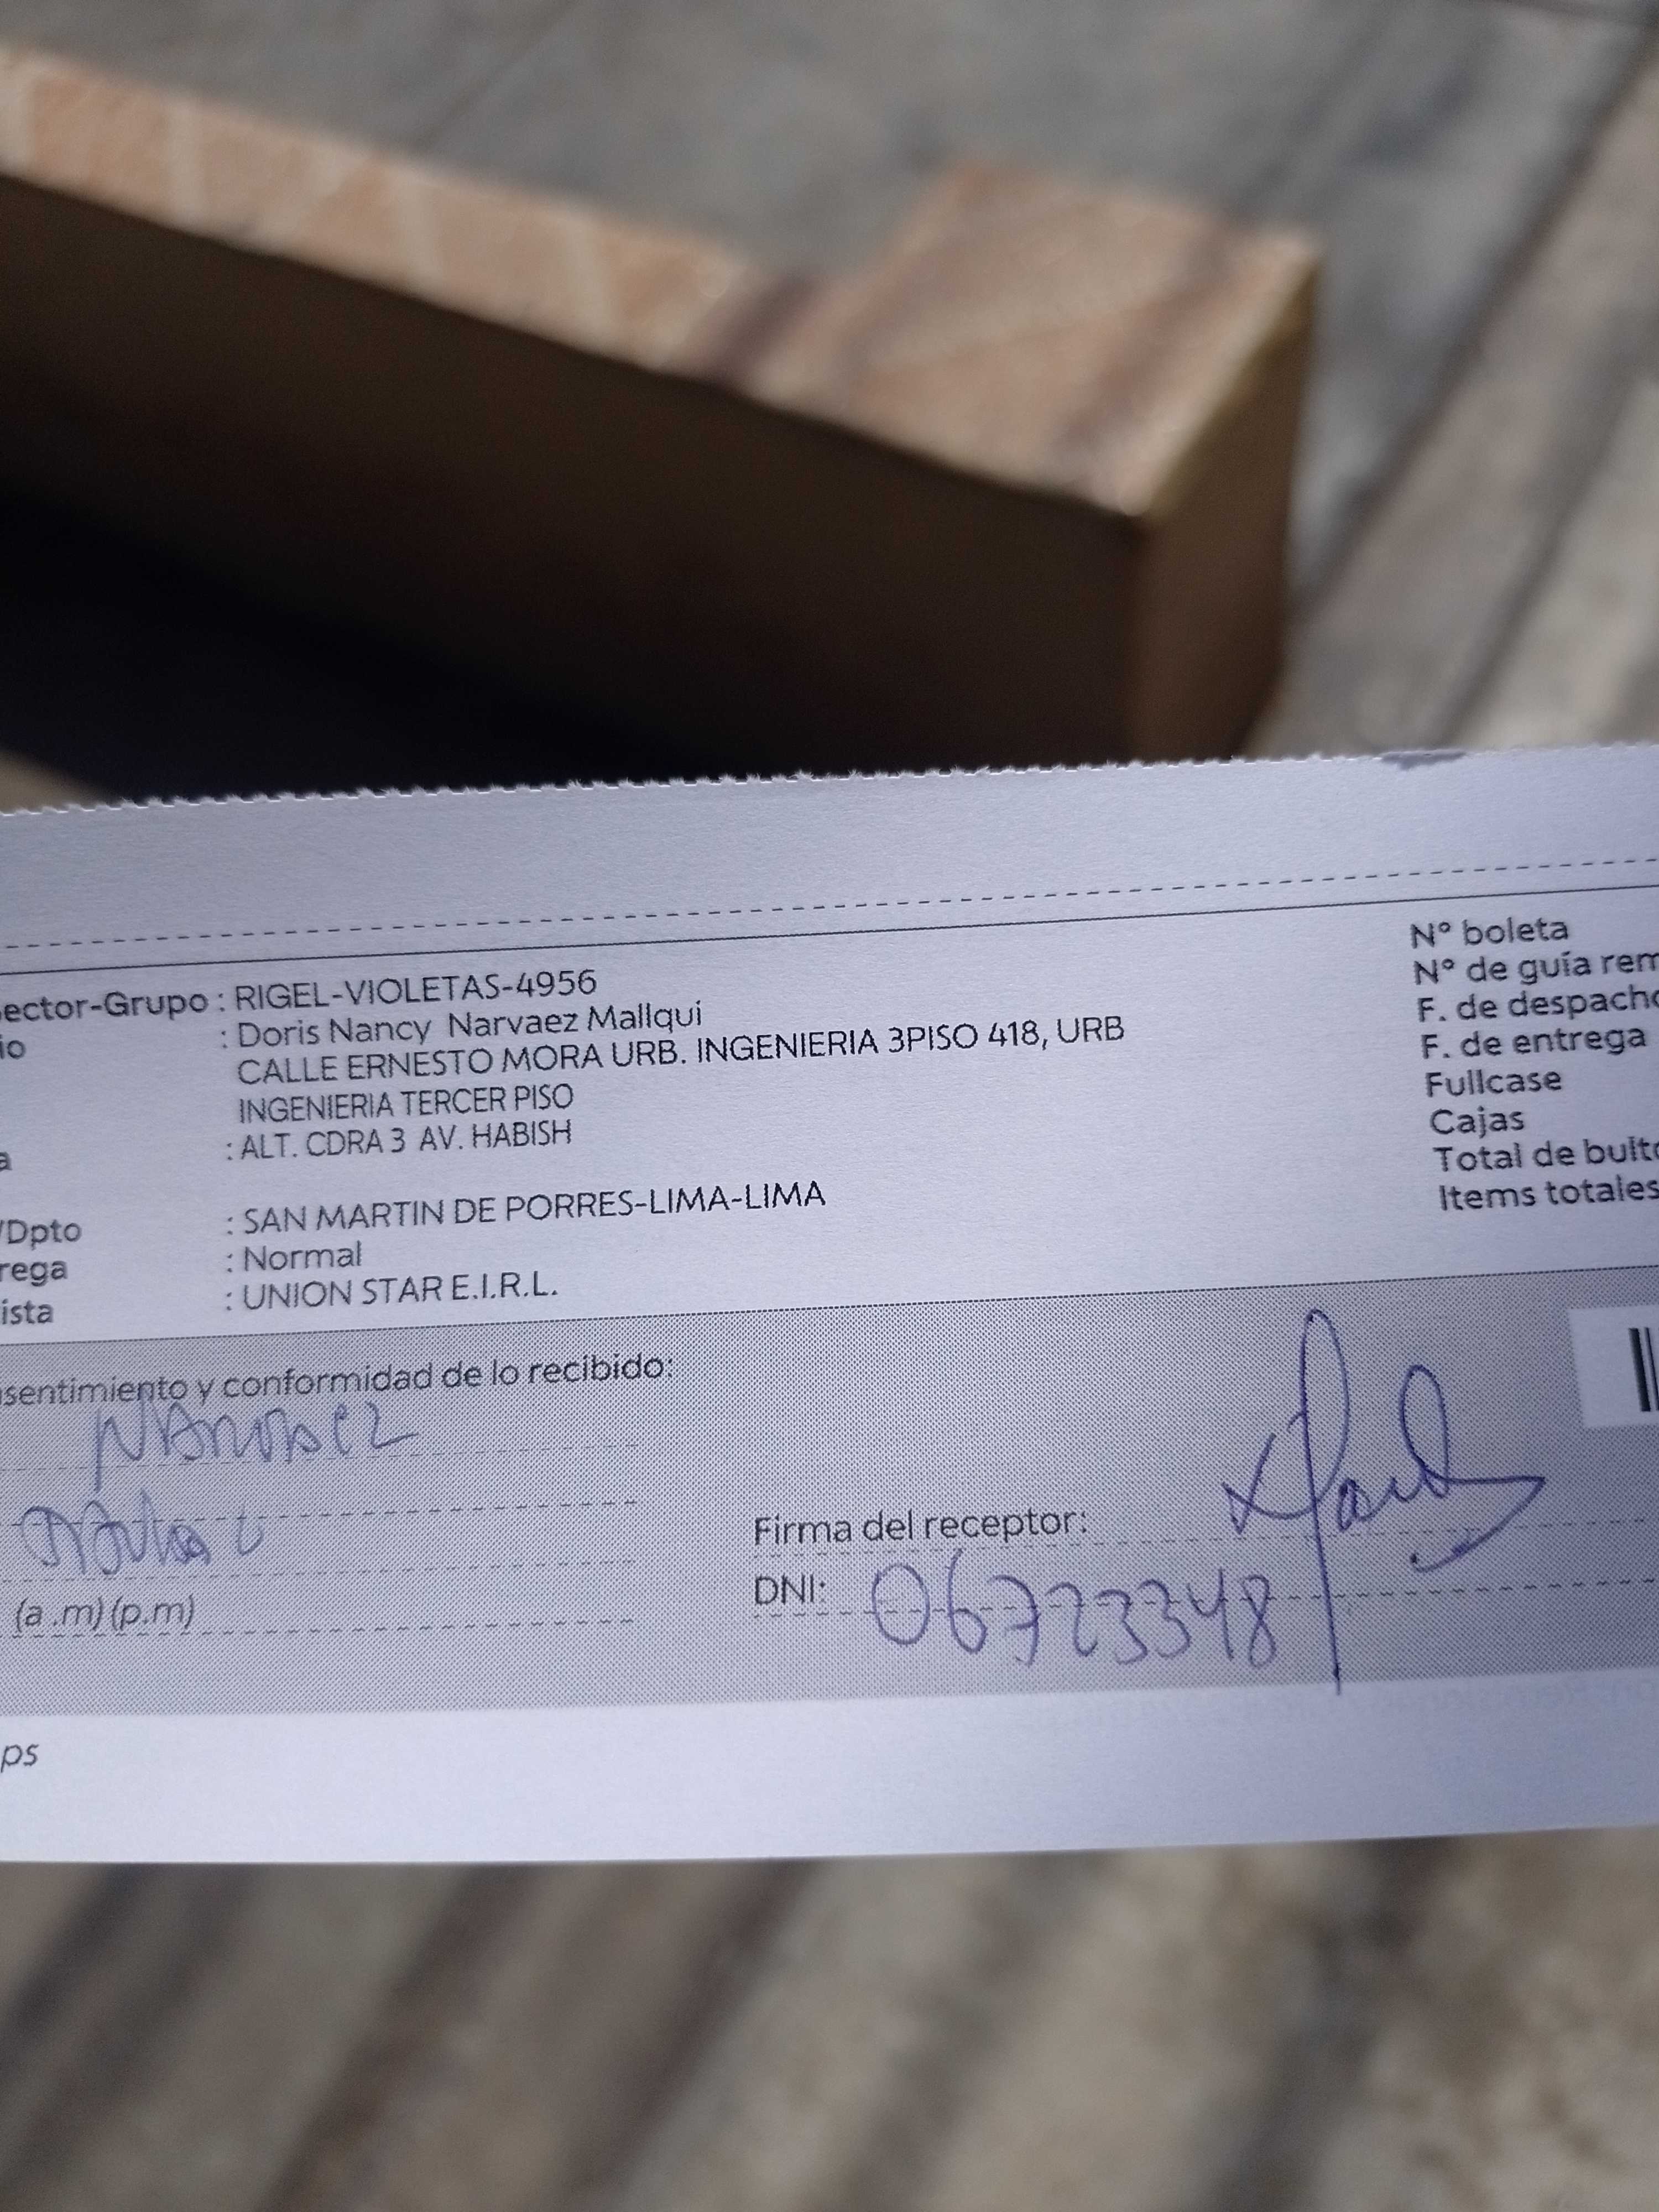 ector-Grupo : RIGEL-VIOLETAS-4956
io : Doris Nancy Narvaez Mallqui
CALLE ERNESTO MORA URB. INGENIERIA 3PISO 418, URB
INGENIERIA TERCER PISO
a : ALT. CDRA 3 AV. HABISH
/Dpto : SAN MARTIN DE PORRES-LIMA-LIMA
rega : Normal
ista : UNION STAR E.I.R.L.
N° boleta
N° de guía rem
F. de despacho
F. de entrega
Fullcase
Cajas
Total de bulto
Items totales
sentimiento y conformidad de lo recibido:
(a .m) (p.m)
Firma del receptor:
DNI: 06723348
ps